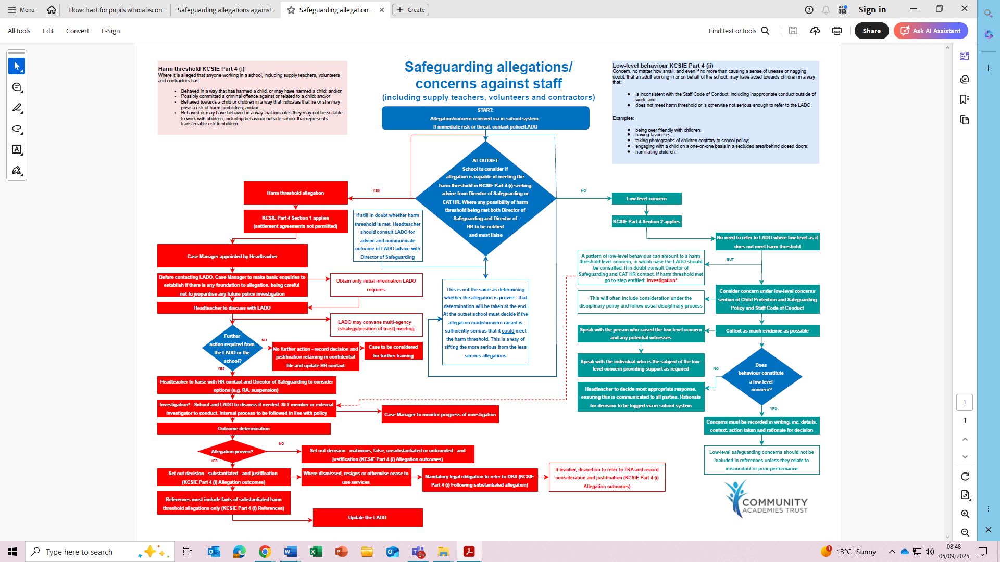 Menu
Flowchart for pupils who abscon...
Safeguarding allegations against...
Safeguarding allegation...
Create
Sign in
All tools
Edit
Convert
E-Sign
Find text or tools
Share
Ask AI Assistant
Harm threshold KCSIE Part 4 (i)
Where it is alleged that anyone working in a school, including supply teachers, volunteers
and contractors has:
• Behaved in a way that has harmed a child, or may have harmed a child; and/or
• Possibly committed a criminal offence against or related to a child; and/or
• Behaved towards a child or children in a way that indicates that he or she may
pose a risk of harm to children; and/or
• Behaved or may have behaved in a way that indicates they may not be suitable
to work with children, including behaviour outside school that represents
transferrable risk to children.
Safeguarding allegations/
concerns against staff
(including supply teachers, volunteers and contractors)
Low-level behaviour KCSIE Part 4 (ii)
Concern, no matter how small, and even if no more than causing a sense of unease or nagging
doubt, that an adult working in or on behalf of the school, may have acted towards children in a way
that:
● is inconsistent with the Staff Code of Conduct, including inappropriate conduct outside of
work; and
● does not meet harm threshold or is otherwise not serious enough to refer to the LADO.
Examples:
● being over friendly with children;
● having favourites;
● taking photographs of children contrary to school policy;
● engaging with a child on a one-on-one basis in a secluded area/behind closed doors;
● humiliating children.
START:
Allegation/concern received via in-school system.
If immediate risk or threat, contact police/LADO
AT OUTSET:
School to consider if
allegation is capable of meeting the
harm threshold in KCSIE Part 4 (i) seeking
advice from Director of Safeguarding or
CAT HR. Where any possibility of harm
threshold being met both Director of
Safeguarding and Director of
HR to be notified
and must liaise
YES
NO
Harm threshold allegation
KCSIE Part 4 Section 1 applies
(settlement agreements not permitted)
If still in doubt whether harm
threshold is met, Headteacher
should consult LADO for
advice and communicate
outcome of LADO advice with
Director of Safeguarding
Case Manager appointed by Headteacher
Before contacting LADO, Case Manager to make basic enquiries to
establish if there is any foundation to allegation, being careful
not to jeopardise any future police investigation
Obtain only initial information LADO
requires
Headteacher to discuss with LADO
LADO may convene multi-agency
(strategy/position of trust) meeting
This is not the same as determining
whether the allegation is proven - that
determination will be taken at the end.
At the outset school must decide if the
allegation made/concern raised is
sufficiently serious that it could meet
the harm threshold. This is a way of
sifting the more serious from the less
serious allegations
Further
action required from
the LADO or the
school?
NO
YES
No further action - record decision and
justification retaining in confidential
file and update HR contact
Case to be considered
for further training
Headteacher to liaise with HR contact and Director of Safeguarding to consider
options (e.g. RA, suspension)
Investigation* - School and LADO to discuss if needed. SLT member or external
investigator to conduct. Internal process to be followed in line with policy
Case Manager to monitor progress of investigation
Outcome determination
Allegation proven?
NO
YES
Set out decision - malicious, false, unsubstantiated or unfounded - and
justification (KCSIE Part 4 (i) Allegation outcomes)
Set out decision - substantiated - and justification
(KCSIE Part 4 (i) Allegation outcomes)
Where dismissed, resigns or otherwise cease to
use services
Mandatory legal obligation to refer to DBS (KCSIE
Part 4 (i) Following substantiated allegation)
If teacher, discretion to refer to TRA and record
consideration and justification (KCSIE Part 4 (i)
Allegation outcomes)
References must include facts of substantiated harm
threshold allegations only (KCSIE Part 4 (i) References)
Update the LADO
Low-level concern
KCSIE Part 4 Section 2 applies
No need to refer to LADO where low-level as it
does not meet harm threshold
BUT
A pattern of low-level behaviour can amount to a harm
threshold level concern, in which case the LADO should
be consulted. If in doubt consult Director of
Safeguarding and CAT HR contact. If harm threshold met
go to step entitled: Investigation*
Consider concern under low-level concerns
section of Child Protection and Safeguarding
Policy and Staff Code of Conduct
This will often include consideration under the
disciplinary policy and follow usual disciplinary process
Collect as much evidence as possible
Speak with the person who raised the low-level concern
and any potential witnesses
Speak with the individual who is the subject of the low-
level concern providing support as required
Does
behaviour constitute
a low-level
concern?
NO
YES
Headteacher to decide most appropriate response,
ensuring this is communicated to all parties. Rationale
for decision to be logged via in-school system
Concerns must be recorded in writing, inc. details,
context, action taken and rationale for decision
Low-level safeguarding concerns should not be
included in references unless they relate to
misconduct or poor performance
COMMUNITY
ACADEMIES TRUST
1
1
Type here to search
9+
1
13°C Sunny
08:48
05/09/2025